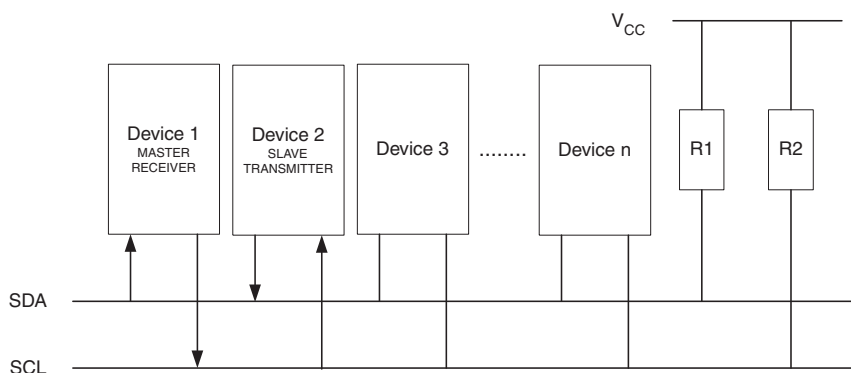 V_CC
Device 1
MASTER
RECEIVER
Device 2
SLAVE
TRANSMITTER
Device 3
........
Device n
R1
R2
SDA
SCL